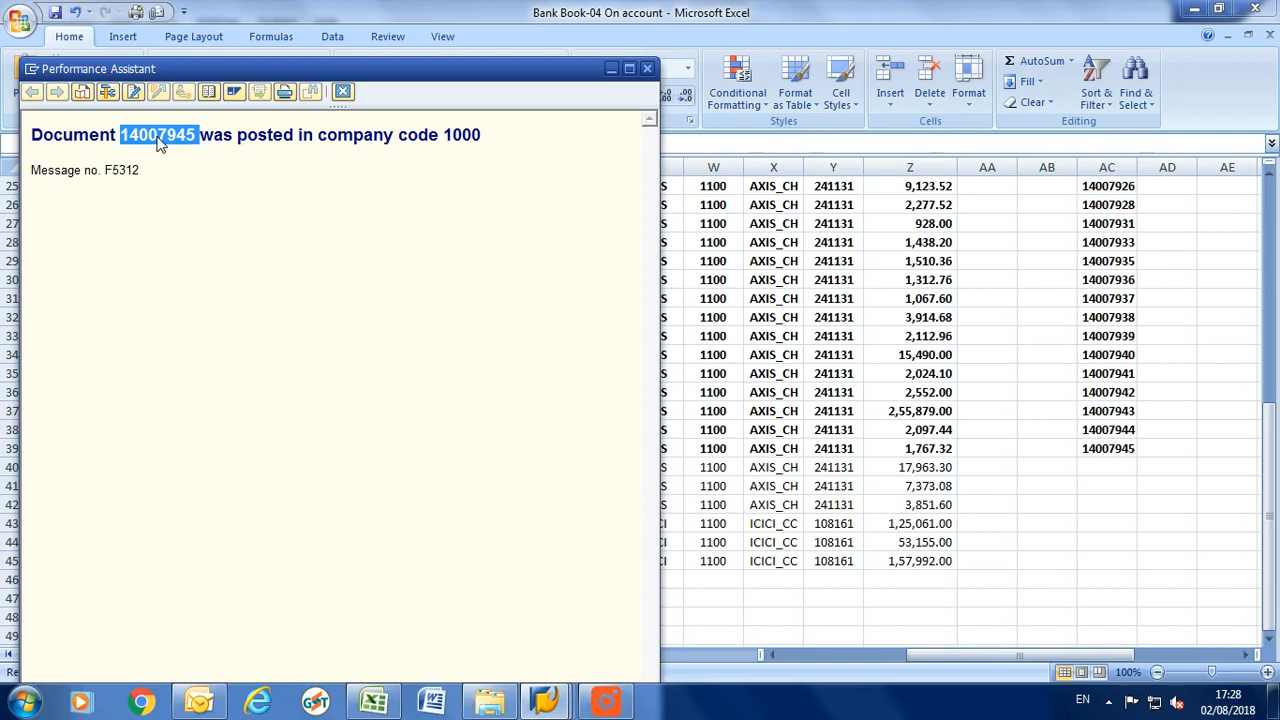 Bank Book-04 On account - Microsoft Excel
Home Insert Page Layout Formulas Data Review View
Performance Assistant
Document 14007945 was posted in company code 1000
Message no. F5312
Conditional Formatting
Format as Table
Cell Styles
Styles
Insert Delete Format
Cells
AutoSum
Fill
Clear
Sort & Filter
Find & Select
Editing
W X Y Z AA AB AC AD AE
25 S 1100 AXIS_CH 241131 9,123.52 14007926
26 S 1100 AXIS_CH 241131 2,277.52 14007928
27 S 1100 AXIS_CH 241131 928.00 14007931
28 S 1100 AXIS_CH 241131 1,438.20 14007933
29 S 1100 AXIS_CH 241131 1,510.36 14007935
30 S 1100 AXIS_CH 241131 1,312.76 14007936
31 S 1100 AXIS_CH 241131 1,067.60 14007937
32 S 1100 AXIS_CH 241131 3,914.68 14007938
33 S 1100 AXIS_CH 241131 2,112.96 14007939
34 S 1100 AXIS_CH 241131 15,490.00 14007940
35 S 1100 AXIS_CH 241131 2,024.10 14007941
36 S 1100 AXIS_CH 241131 2,552.00 14007942
37 S 1100 AXIS_CH 241131 2,55,879.00 14007943
38 S 1100 AXIS_CH 241131 2,097.44 14007944
39 S 1100 AXIS_CH 241131 1,767.32 14007945
40 S 1100 AXIS_CH 241131 17,963.30
41 S 1100 AXIS_CH 241131 7,373.08
42 S 1100 AXIS_CH 241131 3,851.60
43 CI 1100 ICICI_CC 108161 1,25,061.00
44 CI 1100 ICICI_CC 108161 53,155.00
45 CI 1100 ICICI_CC 108161 1,57,992.00
46
47
48
49
100%
EN
17:28
02/08/2018